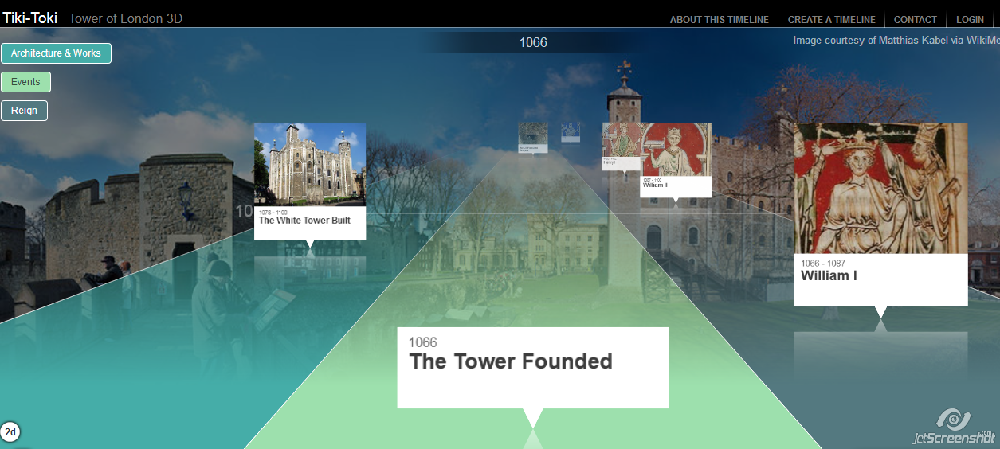 Tiki-Toki Tower of London 3D
ABOUT THIS TIMELINE CREATE A TIMELINE CONTACT LOGIN
1066
Image courtesy of Matthias Kabel via WikiMe
Architecture & Works
Events
Reign
10
1078 - 1100
The White Tower Built
Henry I
1087 - 1100
William II
1066 - 1087
William I
1066
The Tower Founded
2d
jetScreenshot.com